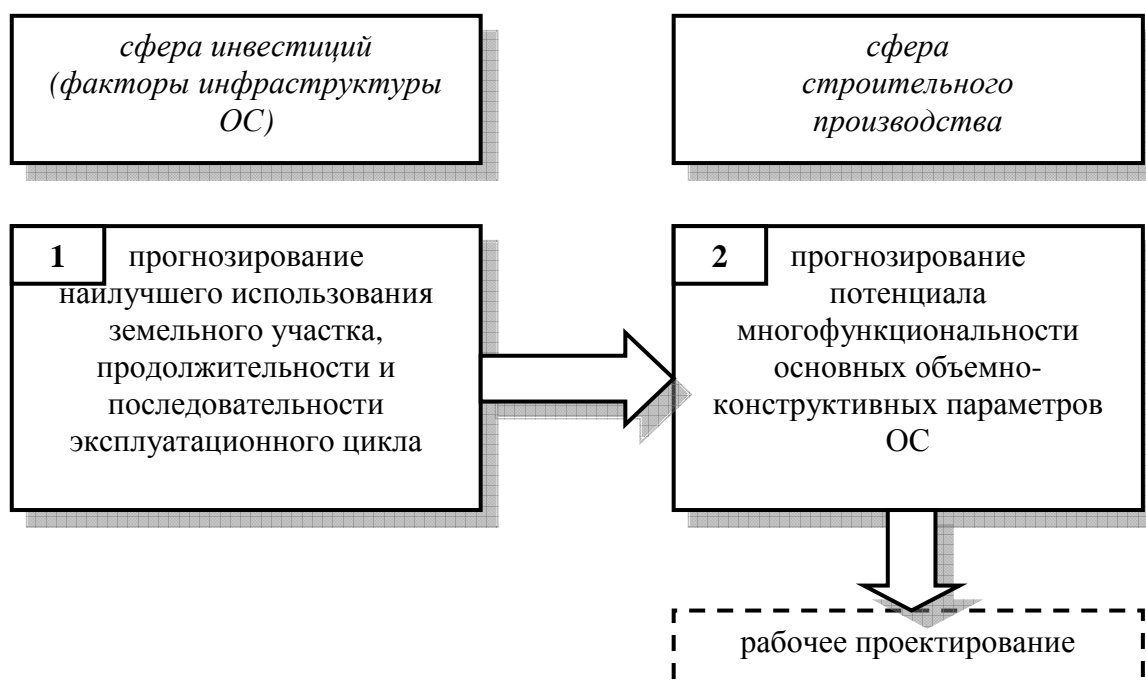 сфера инвестиций
(факторы инфраструктуры
ОС)
сфера
строительного
производства
1
прогнозирование
наилучшего использования
земельного участка,
продолжительности и
последовательности
эксплуатационного цикла
2
прогнозирование
потенциала
многофункциональности
основных объемно-
конструктивных параметров
ОС
рабочее проектирование